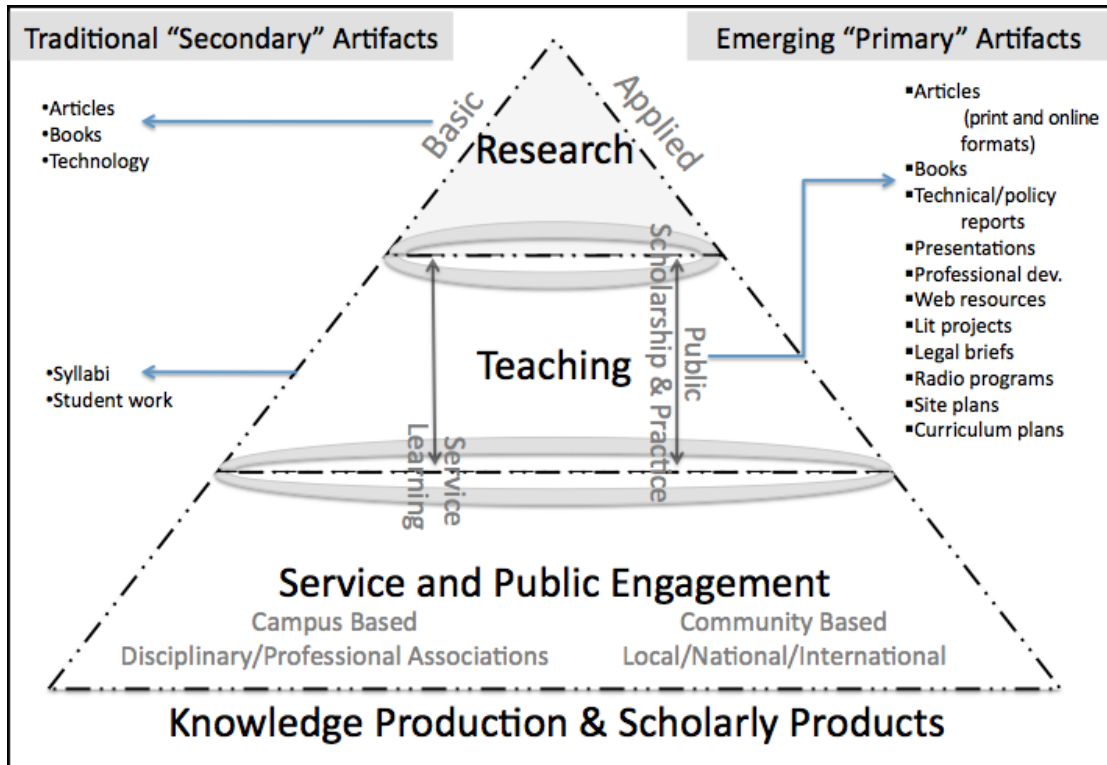 Traditional “Secondary” Artifacts
Emerging “Primary” Artifacts
•Articles
•Books
•Technology
Basic
Applied
Research
▪Articles
(print and online
formats)
▪Books
▪Technical/policy
reports
▪Presentations
▪Professional dev.
▪Web resources
▪Lit projects
▪Legal briefs
▪Radio programs
▪Site plans
▪Curriculum plans
•Syllabi
•Student work
Teaching
Public
Scholarship & Practice
Service
Learning
Service and Public Engagement
Campus Based
Disciplinary/Professional Associations
Community Based
Local/National/International
Knowledge Production & Scholarly Products